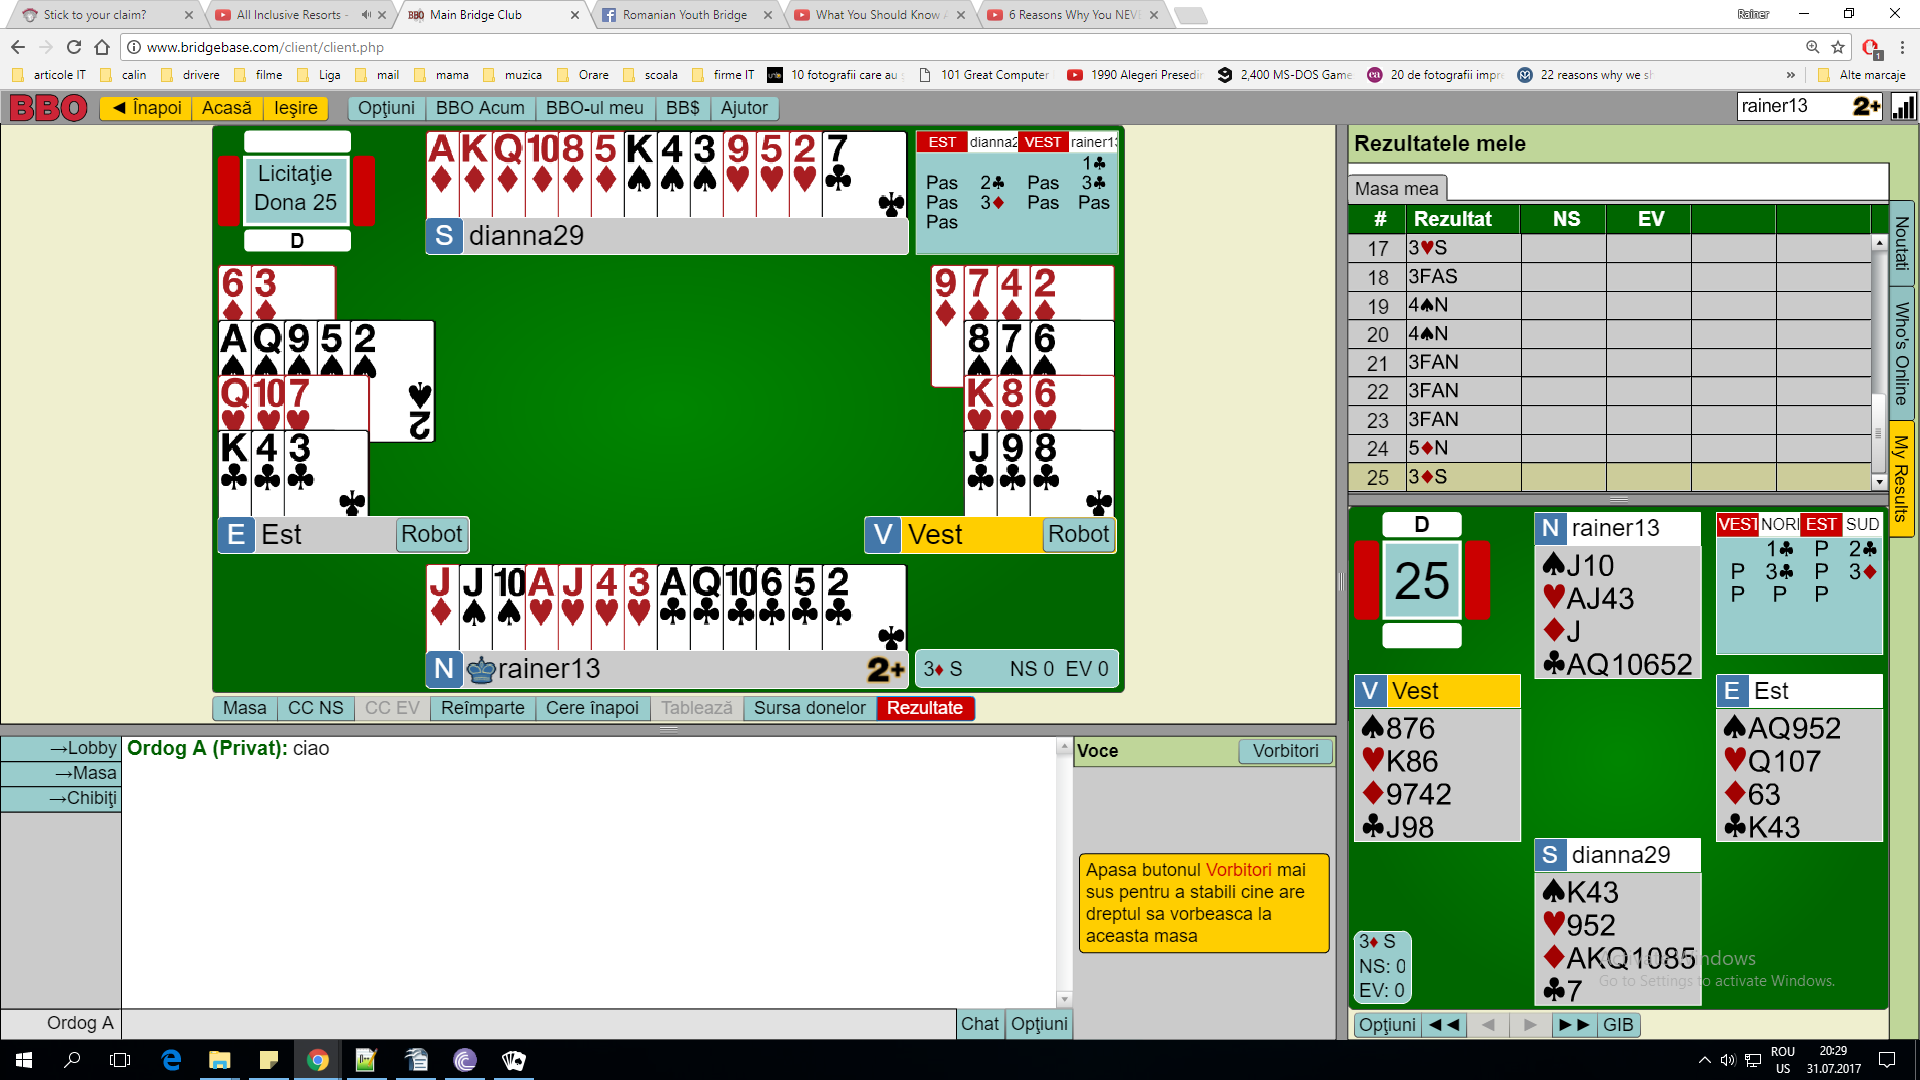 Stick to your claim?
All Inclusive Resorts -
Main Bridge Club
Romanian Youth Bridge
What You Should Know
6 Reasons Why You NEVE
Rainer
www.bridgebase.com/client/client.php
articole IT
calin
drivere
filme
Liga
mail
mama
muzica
Orare
scoala
firme IT
10 fotografii care au
101 Great Computer
1990 Alegeri Presedin
2,400 MS-DOS Game
20 de fotografii impre
22 reasons why we s
»
Alte marcaje
BBO
◄ Înapoi
Acasă
Ieșire
Opțiuni
BBO Acum
BBO-ul meu
BB$
Ajutor
rainer13 2+
Licitaţie
Dona 25
D
A K Q 10 8 5 K 4 3 9 5 2 7
S dianna29
EST dianna2 VEST rainer13
1♣
Pas 2♣ Pas 3♣
Pas 3♦ Pas Pas
Pas
6 3
A Q 9 5 2
Q 10 7
K 4 3
2
E Est Robot
9 7 4 2
8 7 6
K 8 6
J 9 8
V Vest Robot
J J 10 A J 4 3 A Q 10 6 5 2
N rainer13 2+
3♦ S NS 0 EV 0
Masa
CC NS
CC EV
Reîmparte
Cere înapoi
Tablează
Sursa donelor
Rezultate
→Lobby
→Masa
→Chibiţi
Ordog A (Privat): ciao
Ordog A
Chat
Opţiuni
Voce
Vorbitori
Apasa butonul Vorbitori mai
sus pentru a stabili cine are
dreptul sa vorbeasca la
aceasta masa
Rezultatele mele
Masa mea
# Rezultat NS EV
17 3♥S
18 3FAS
19 4♠N
20 4♠N
21 3FAN
22 3FAN
23 3FAN
24 5♦N
25 3♦S
Noutati
Who's Online
My Results
D
25
N rainer13
♠J10
♥AJ43
♦J
♣AQ10652
VEST NORI EST SUD
1♣ P 2♣
P 3♣ P 3♦
P P P
V Vest
♠876
♥K86
♦9742
♣J98
E Est
♠AQ952
♥Q107
♦63
♣K43
S dianna29
♠K43
♥952
♦AKQ1085
♣7
3♦ S
NS: 0
EV: 0
Activate Windows
Go to Settings to activate Windows.
Opţiuni
GIB
ROU
US
20:29
31.07.2017